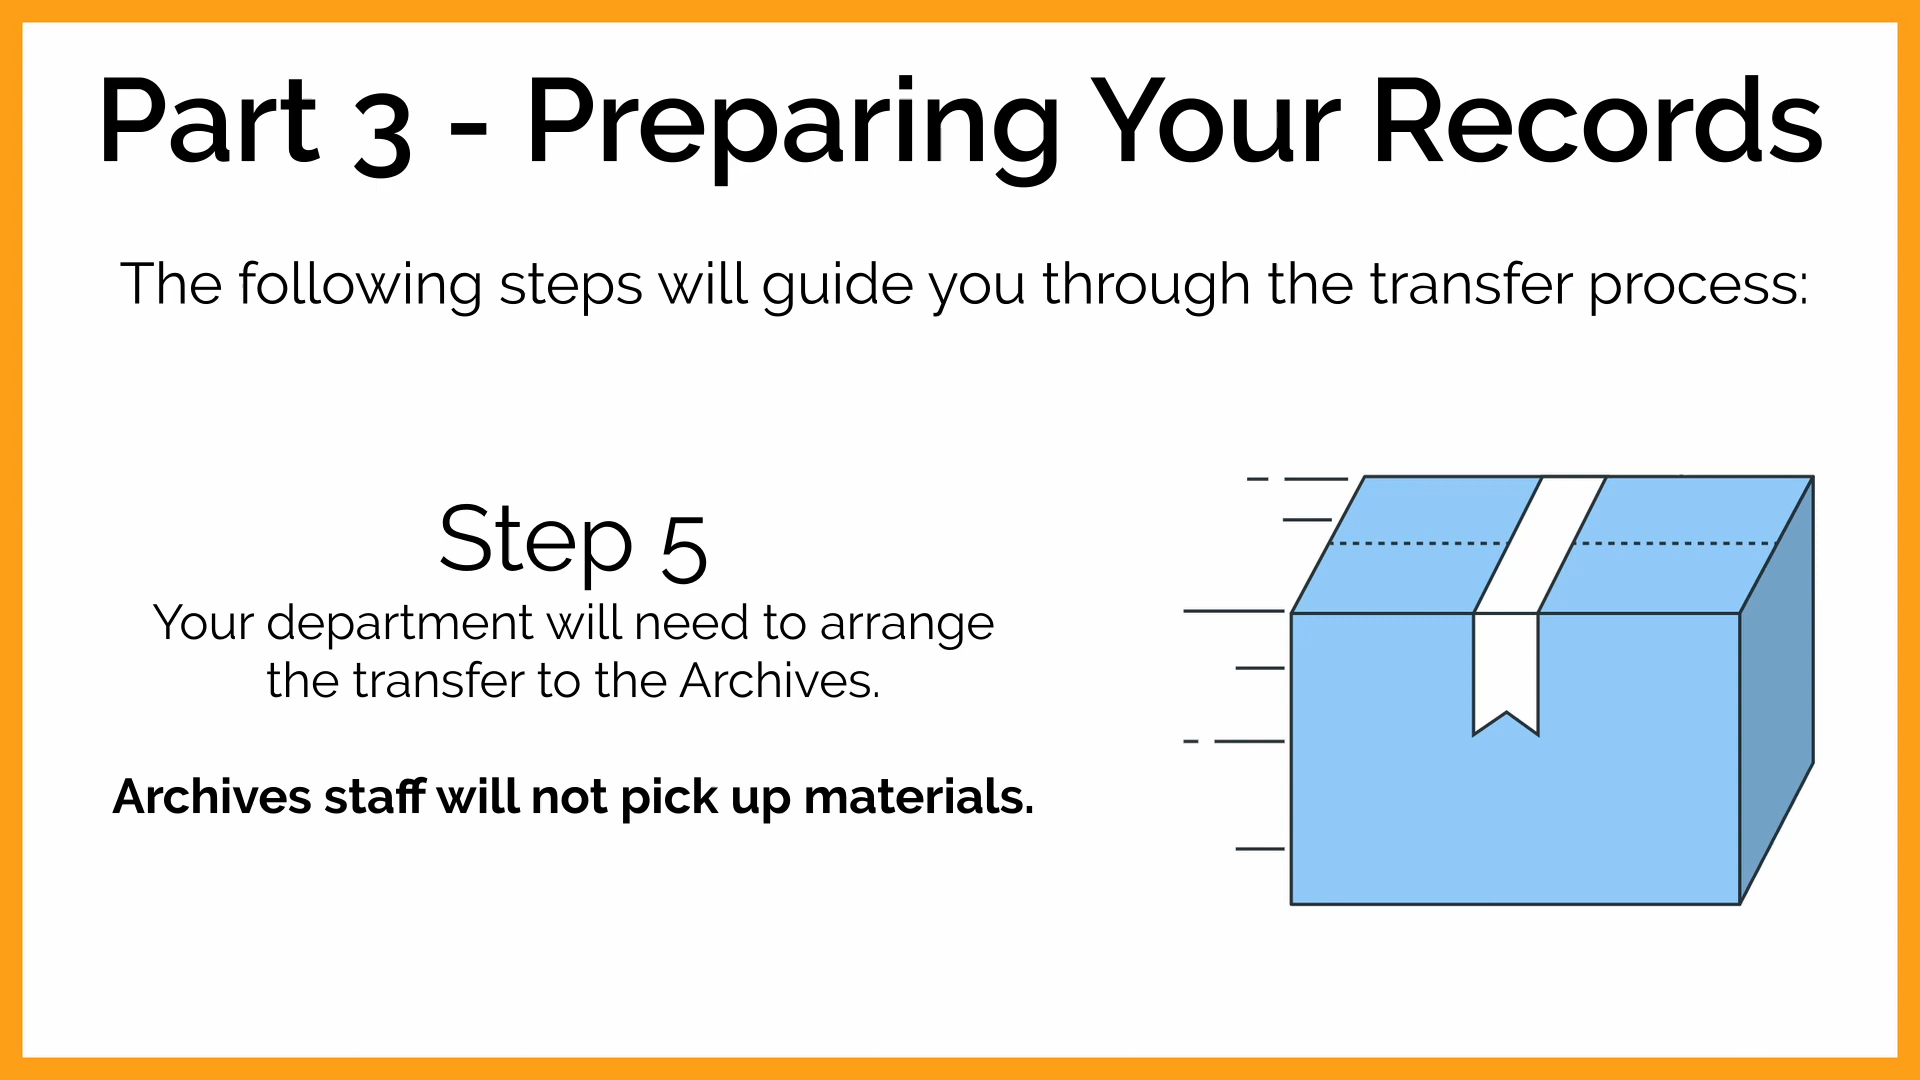 Part 3 - Preparing Your Records
The following steps will guide you through the transfer process:
Step 5
Your department will need to arrange
the transfer to the Archives.
Archives staff will not pick up materials.